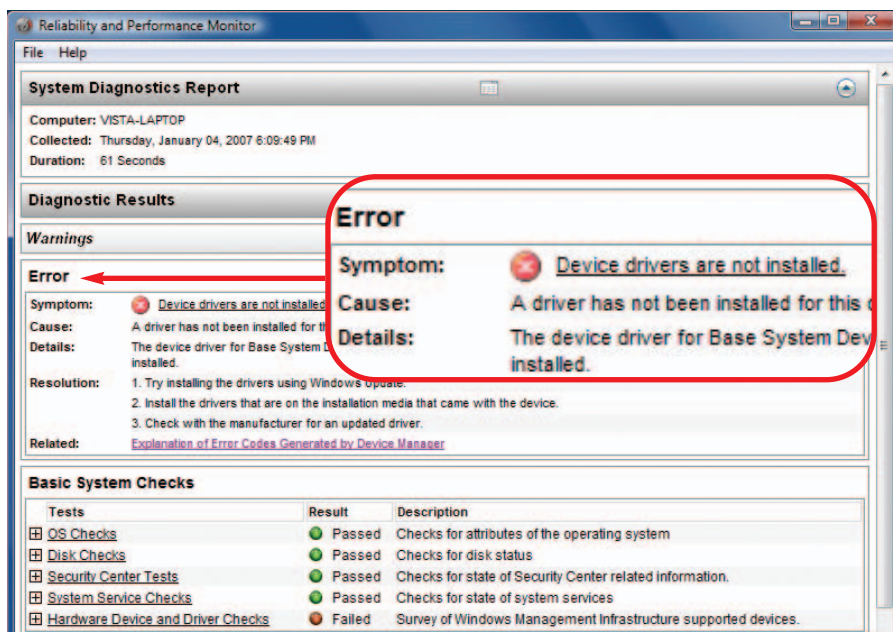 Reliability and Performance Monitor
File Help
System Diagnostics Report
Computer: VISTA-LAPTOP
Collected: Thursday, January 04, 2007 6:09:49 PM
Duration: 61 Seconds
Diagnostic Results
Warnings
Error
Symptom: Device drivers are not installed.
Cause: A driver has not been installed for this
Details: The device driver for Base System Dev
installed.
Error
Symptom: Device drivers are not installed
Cause: A driver has not been installed for
Details: The device driver for Base System
installed.
Resolution: 1. Try installing the drivers using Windows Update.
2. Install the drivers that are on the installation media that came with the device.
3. Check with the manufacturer for an updated driver.
Related: Explanation of Error Codes Generated by Device Manager
Basic System Checks
Tests Result Description
OS Checks Passed Checks for attributes of the operating system
Disk Checks Passed Checks for disk status
Security Center Tests Passed Checks for state of Security Center related information.
System Service Checks Passed Checks for state of system services
Hardware Device and Driver Checks Failed Survey of Windows Management Infrastructure supported devices.